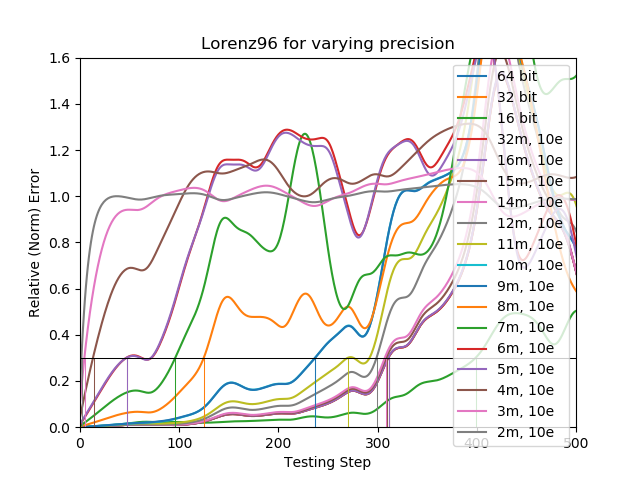 Lorenz96 for varying precision
1.6
1.4
1.2
1.0
0.8
0.6
0.4
0.2
0.0
Relative (Norm) Error
0 100 200 300 400 500
Testing Step
64 bit
32 bit
16 bit
32m, 10e
16m, 10e
15m, 10e
14m, 10e
12m, 10e
11m, 10e
10m, 10e
9m, 10e
8m, 10e
7m, 10e
6m, 10e
5m, 10e
4m, 10e
3m, 10e
2m, 10e